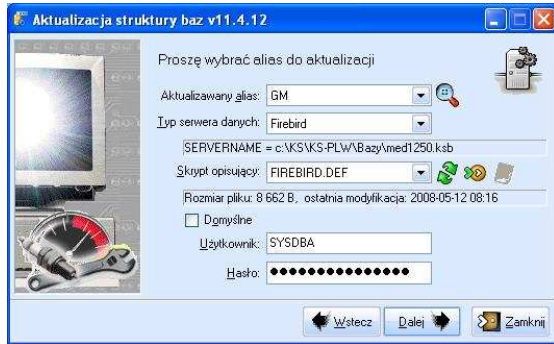 Aktualizacja struktury baz v11.4.12
Proszę wybrać alias do aktualizacji
Aktualizowany alias: GM
Typ serwera danych: Firebird
SERVERNAME = c:\KS\KS-PLW\Bazy\med1250.ksb
Skrypt opisujący: FIREBIRD.DEF
Rozmiar pliku: 8 662 B, ostatnia modyfikacja: 2008-05-12 08:16
Domyślne
Użytkownik: SYSDBA
Hasło: ●●●●●●●●●●●●●●●
Wstecz Dalej Zamknij